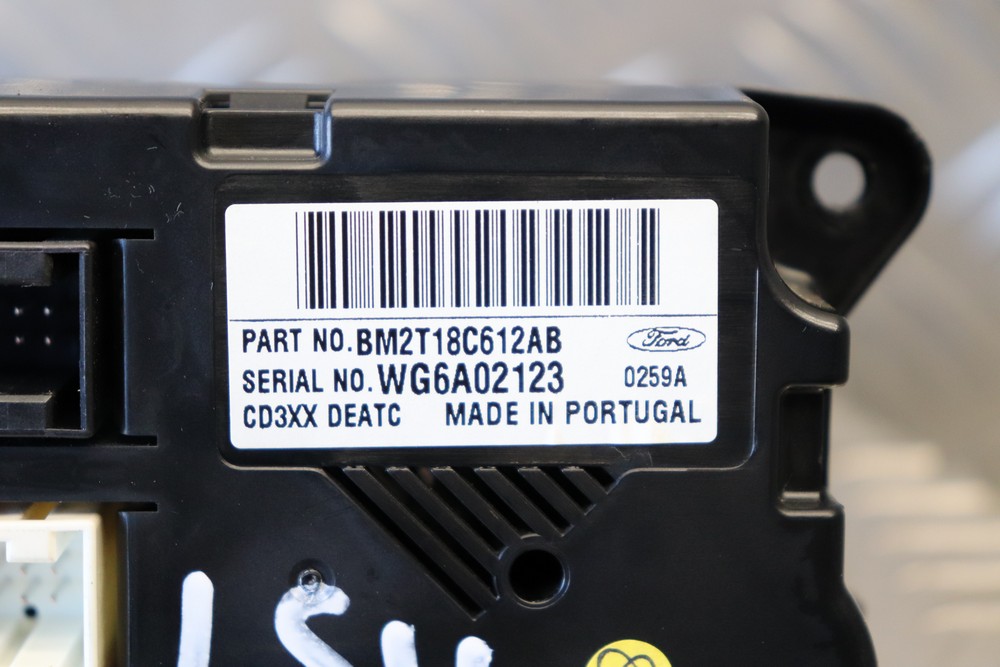 PART NO. BM2T18C612AB
Ford
SERIAL NO. WG6A02123
0259A
CD3XX DEATC MADE IN PORTUGAL